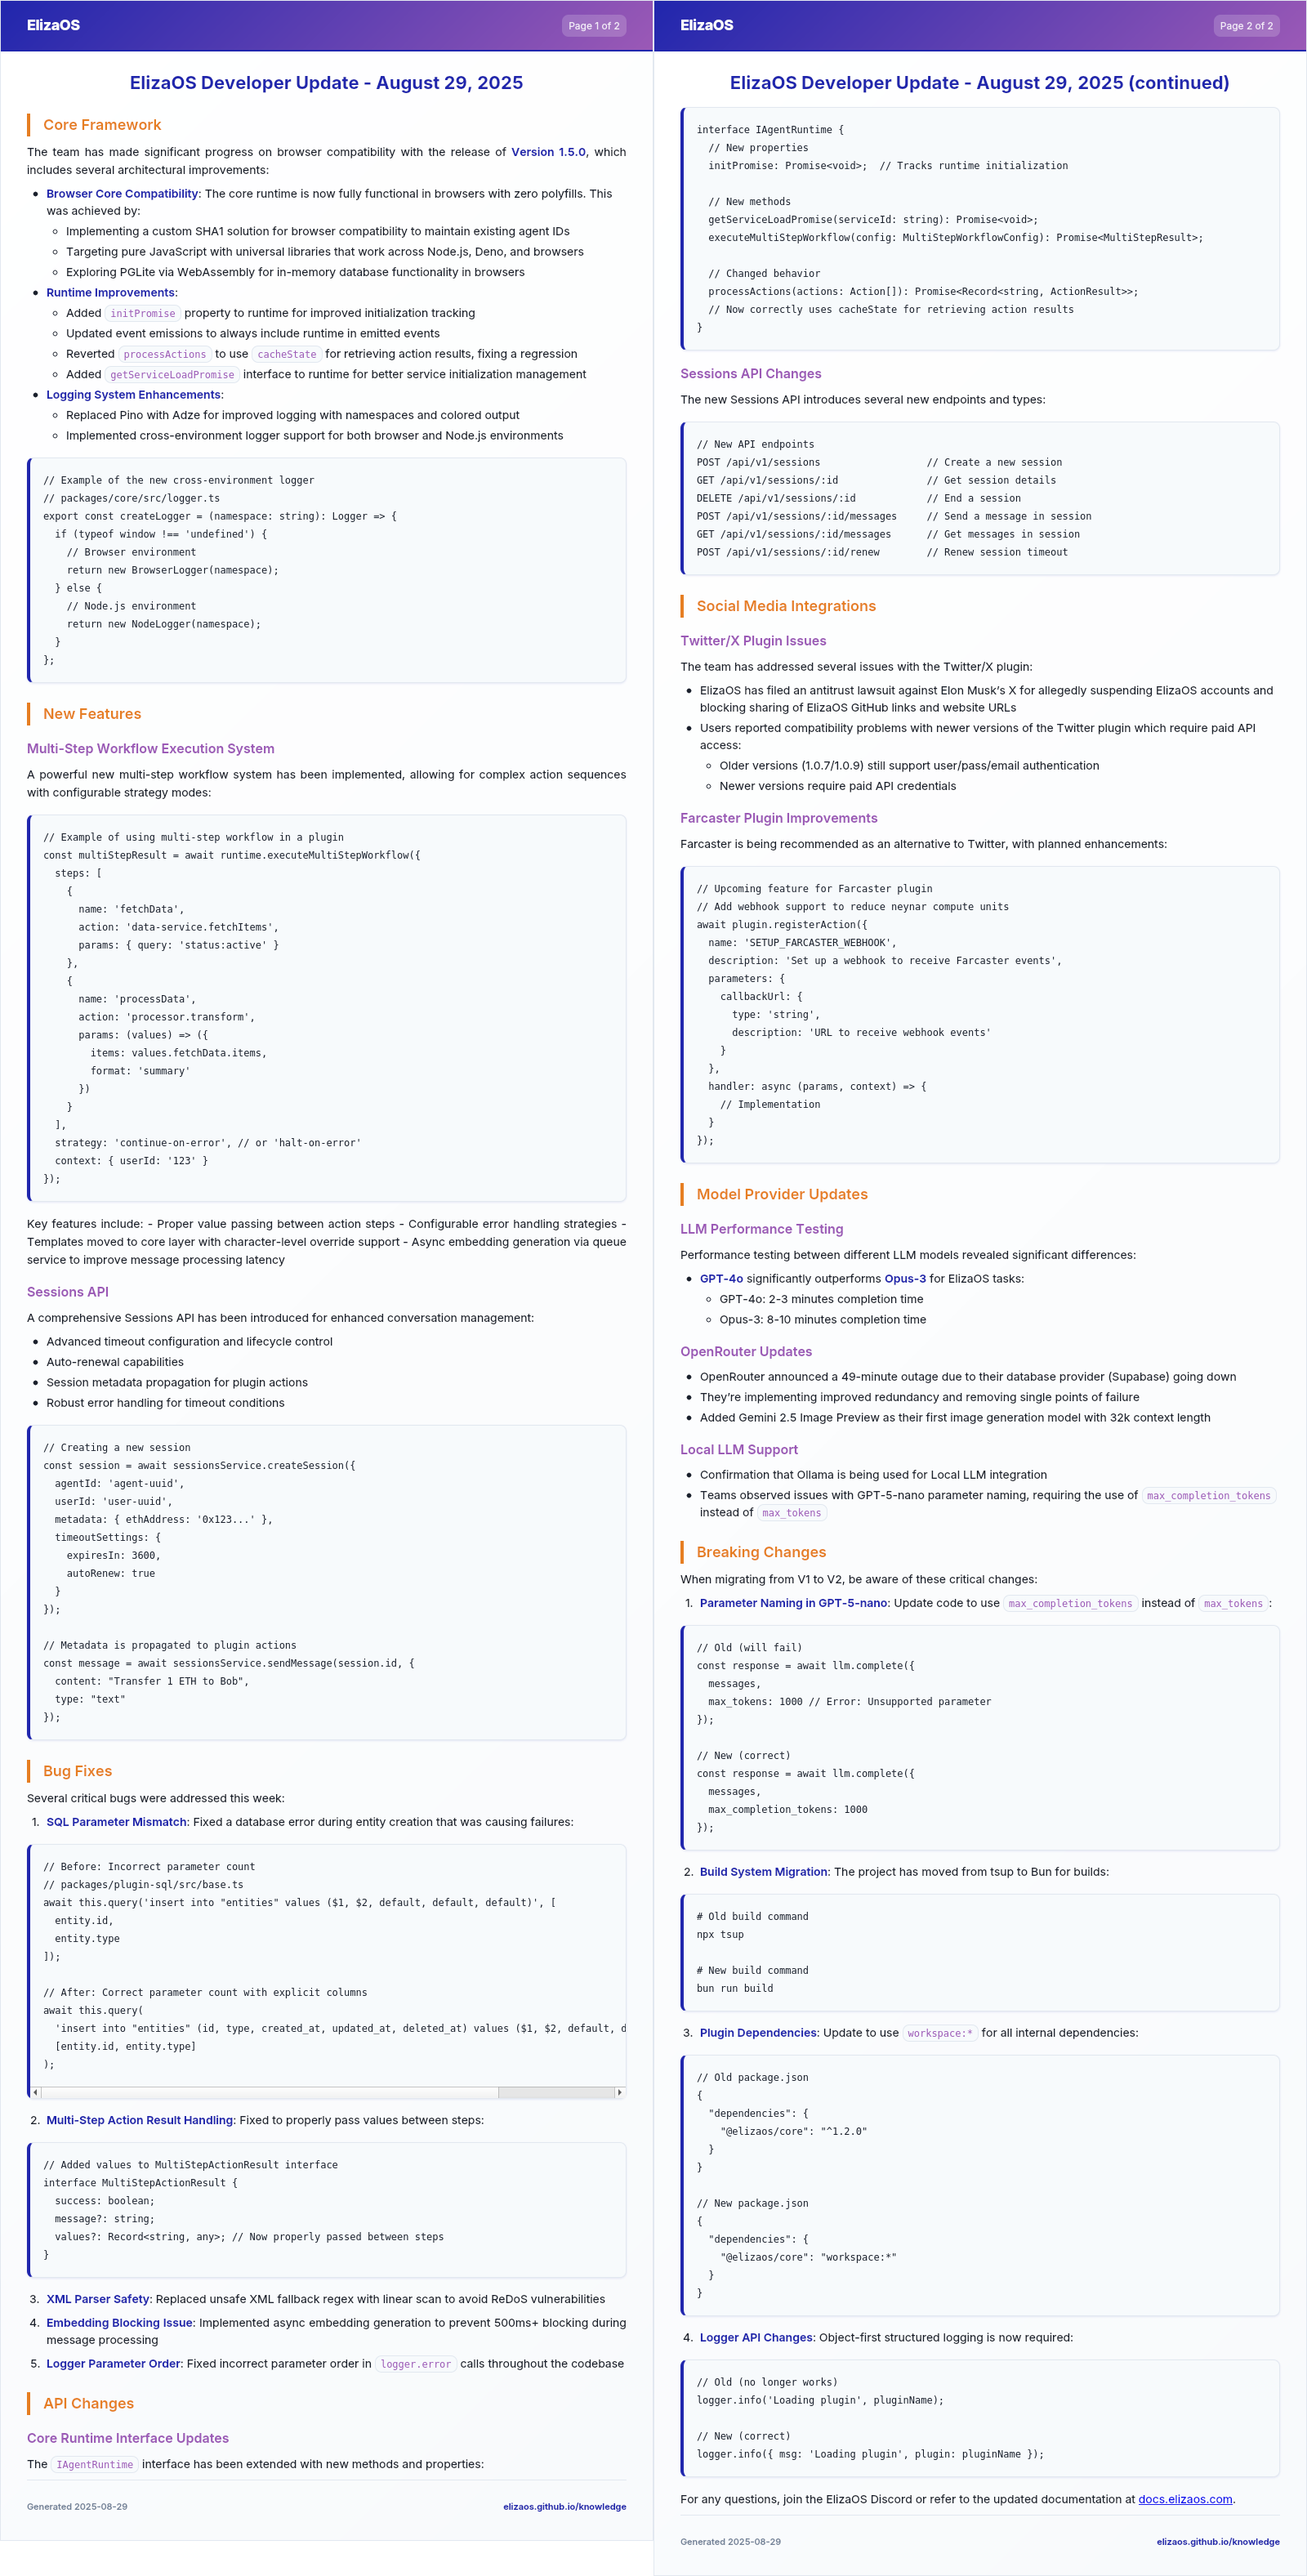 ElizaOS
Page 1 of 2
ElizaOS Developer Update - August 29, 2025
Core Framework
The team has made significant progress on browser compatibility with the release of Version 1.5.0, which
includes several architectural improvements:
• Browser Core Compatibility: The core runtime is now fully functional in browsers with zero polyfills. This
was achieved by:
◦ Implementing a custom SHA1 solution for browser compatibility to maintain existing agent IDs
◦ Targeting pure JavaScript with universal libraries that work across Node.js, Deno, and browsers
◦ Exploring PGLite via WebAssembly for in-memory database functionality in browsers
• Runtime Improvements:
◦ Added initPromise property to runtime for improved initialization tracking
◦ Updated event emissions to always include runtime in emitted events
◦ Reverted processActions to use cacheState for retrieving action results, fixing a regression
◦ Added getServiceLoadPromise interface to runtime for better service initialization management
• Logging System Enhancements:
◦ Replaced Pino with Adze for improved logging with namespaces and colored output
◦ Implemented cross-environment logger support for both browser and Node.js environments
// Example of the new cross-environment logger
// packages/core/src/logger.ts
export const createLogger = (namespace: string): Logger => {
  if (typeof window !== 'undefined') {
    // Browser environment
    return new BrowserLogger(namespace);
  } else {
    // Node.js environment
    return new NodeLogger(namespace);
  }
};
New Features
Multi-Step Workflow Execution System
A powerful new multi-step workflow system has been implemented, allowing for complex action sequences
with configurable strategy modes:
// Example of using multi-step workflow in a plugin
const multiStepResult = await runtime.executeMultiStepWorkflow({
  steps: [
    {
      name: 'fetchData',
      action: 'data-service.fetchItems',
      params: { query: 'status:active' }
    },
    {
      name: 'processData',
      action: 'processor.transform',
      params: (values) => ({
        items: values.fetchData.items,
        format: 'summary'
      })
    }
  ],
  strategy: 'continue-on-error', // or 'halt-on-error'
  context: { userId: '123' }
});
Key features include: - Proper value passing between action steps - Configurable error handling strategies -
Templates moved to core layer with character-level override support - Async embedding generation via queue
service to improve message processing latency
Sessions API
A comprehensive Sessions API has been introduced for enhanced conversation management:
• Advanced timeout configuration and lifecycle control
• Auto-renewal capabilities
• Session metadata propagation for plugin actions
• Robust error handling for timeout conditions
// Creating a new session
const session = await sessionsService.createSession({
  agentId: 'agent-uuid',
  userId: 'user-uuid',
  metadata: { ethAddress: '0x123...' },
  timeoutSettings: {
    expiresIn: 3600,
    autoRenew: true
  }
});
// Metadata is propagated to plugin actions
const message = await sessionsService.sendMessage(session.id, {
  content: "Transfer 1 ETH to Bob",
  type: "text"
});
Bug Fixes
Several critical bugs were addressed this week:
1. SQL Parameter Mismatch: Fixed a database error during entity creation that was causing failures:
// Before: Incorrect parameter count
// packages/plugin-sql/src/base.ts
await this.query('insert into "entities" values ($1, $2, default, default, default)', [
  entity.id,
  entity.type
]);
// After: Correct parameter count with explicit columns
await this.query(
  'insert into "entities" (id, type, created_at, updated_at, deleted_at) values ($1, $2, default, d
  [entity.id, entity.type]
);
2. Multi-Step Action Result Handling: Fixed to properly pass values between steps:
// Added values to MultiStepActionResult interface
interface MultiStepActionResult {
  success: boolean;
  message?: string;
  values?: Record<string, any>; // Now properly passed between steps
}
3. XML Parser Safety: Replaced unsafe XML fallback regex with linear scan to avoid ReDoS vulnerabilities
4. Embedding Blocking Issue: Implemented async embedding generation to prevent 500ms+ blocking during
message processing
5. Logger Parameter Order: Fixed incorrect parameter order in logger.error calls throughout the codebase
API Changes
Core Runtime Interface Updates
The IAgentRuntime interface has been extended with new methods and properties:
Generated 2025-08-29
elizaos.github.io/knowledge
ElizaOS
Page 2 of 2
ElizaOS Developer Update - August 29, 2025 (continued)
interface IAgentRuntime {
  // New properties
  initPromise: Promise<void>;  // Tracks runtime initialization
  // New methods
  getServiceLoadPromise(serviceId: string): Promise<void>;
  executeMultiStepWorkflow(config: MultiStepWorkflowConfig): Promise<MultiStepResult>;
  // Changed behavior
  processActions(actions: Action[]): Promise<Record<string, ActionResult>>;
  // Now correctly uses cacheState for retrieving action results
}
Sessions API Changes
The new Sessions API introduces several new endpoints and types:
// New API endpoints
POST /api/v1/sessions                  // Create a new session
GET /api/v1/sessions/:id               // Get session details
DELETE /api/v1/sessions/:id            // End a session
POST /api/v1/sessions/:id/messages     // Send a message in session
GET /api/v1/sessions/:id/messages      // Get messages in session
POST /api/v1/sessions/:id/renew        // Renew session timeout
Social Media Integrations
Twitter/X Plugin Issues
The team has addressed several issues with the Twitter/X plugin:
• ElizaOS has filed an antitrust lawsuit against Elon Musk’s X for allegedly suspending ElizaOS accounts and
blocking sharing of ElizaOS GitHub links and website URLs
• Users reported compatibility problems with newer versions of the Twitter plugin which require paid API
access:
◦ Older versions (1.0.7/1.0.9) still support user/pass/email authentication
◦ Newer versions require paid API credentials
Farcaster Plugin Improvements
Farcaster is being recommended as an alternative to Twitter, with planned enhancements:
// Upcoming feature for Farcaster plugin
// Add webhook support to reduce neynar compute units
await plugin.registerAction({
  name: 'SETUP_FARCASTER_WEBHOOK',
  description: 'Set up a webhook to receive Farcaster events',
  parameters: {
    callbackUrl: {
      type: 'string',
      description: 'URL to receive webhook events'
    }
  },
  handler: async (params, context) => {
    // Implementation
  }
});
Model Provider Updates
LLM Performance Testing
Performance testing between different LLM models revealed significant differences:
• GPT-4o significantly outperforms Opus-3 for ElizaOS tasks:
◦ GPT-4o: 2-3 minutes completion time
◦ Opus-3: 8-10 minutes completion time
OpenRouter Updates
• OpenRouter announced a 49-minute outage due to their database provider (Supabase) going down
• They’re implementing improved redundancy and removing single points of failure
• Added Gemini 2.5 Image Preview as their first image generation model with 32k context length
Local LLM Support
• Confirmation that Ollama is being used for Local LLM integration
• Teams observed issues with GPT-5-nano parameter naming, requiring the use of max_completion_tokens
instead of max_tokens
Breaking Changes
When migrating from V1 to V2, be aware of these critical changes:
1. Parameter Naming in GPT-5-nano: Update code to use max_completion_tokens instead of max_tokens:
// Old (will fail)
const response = await llm.complete({
  messages,
  max_tokens: 1000 // Error: Unsupported parameter
});
// New (correct)
const response = await llm.complete({
  messages,
  max_completion_tokens: 1000
});
2. Build System Migration: The project has moved from tsup to Bun for builds:
# Old build command
npx tsup
# New build command
bun run build
3. Plugin Dependencies: Update to use workspace:* for all internal dependencies:
// Old package.json
{
  "dependencies": {
    "@elizaos/core": "^1.2.0"
  }
}
// New package.json
{
  "dependencies": {
    "@elizaos/core": "workspace:*"
  }
}
4. Logger API Changes: Object-first structured logging is now required:
// Old (no longer works)
logger.info('Loading plugin', pluginName);
// New (correct)
logger.info({ msg: 'Loading plugin', plugin: pluginName });
For any questions, join the ElizaOS Discord or refer to the updated documentation at docs.elizaos.com.
Generated 2025-08-29
elizaos.github.io/knowledge